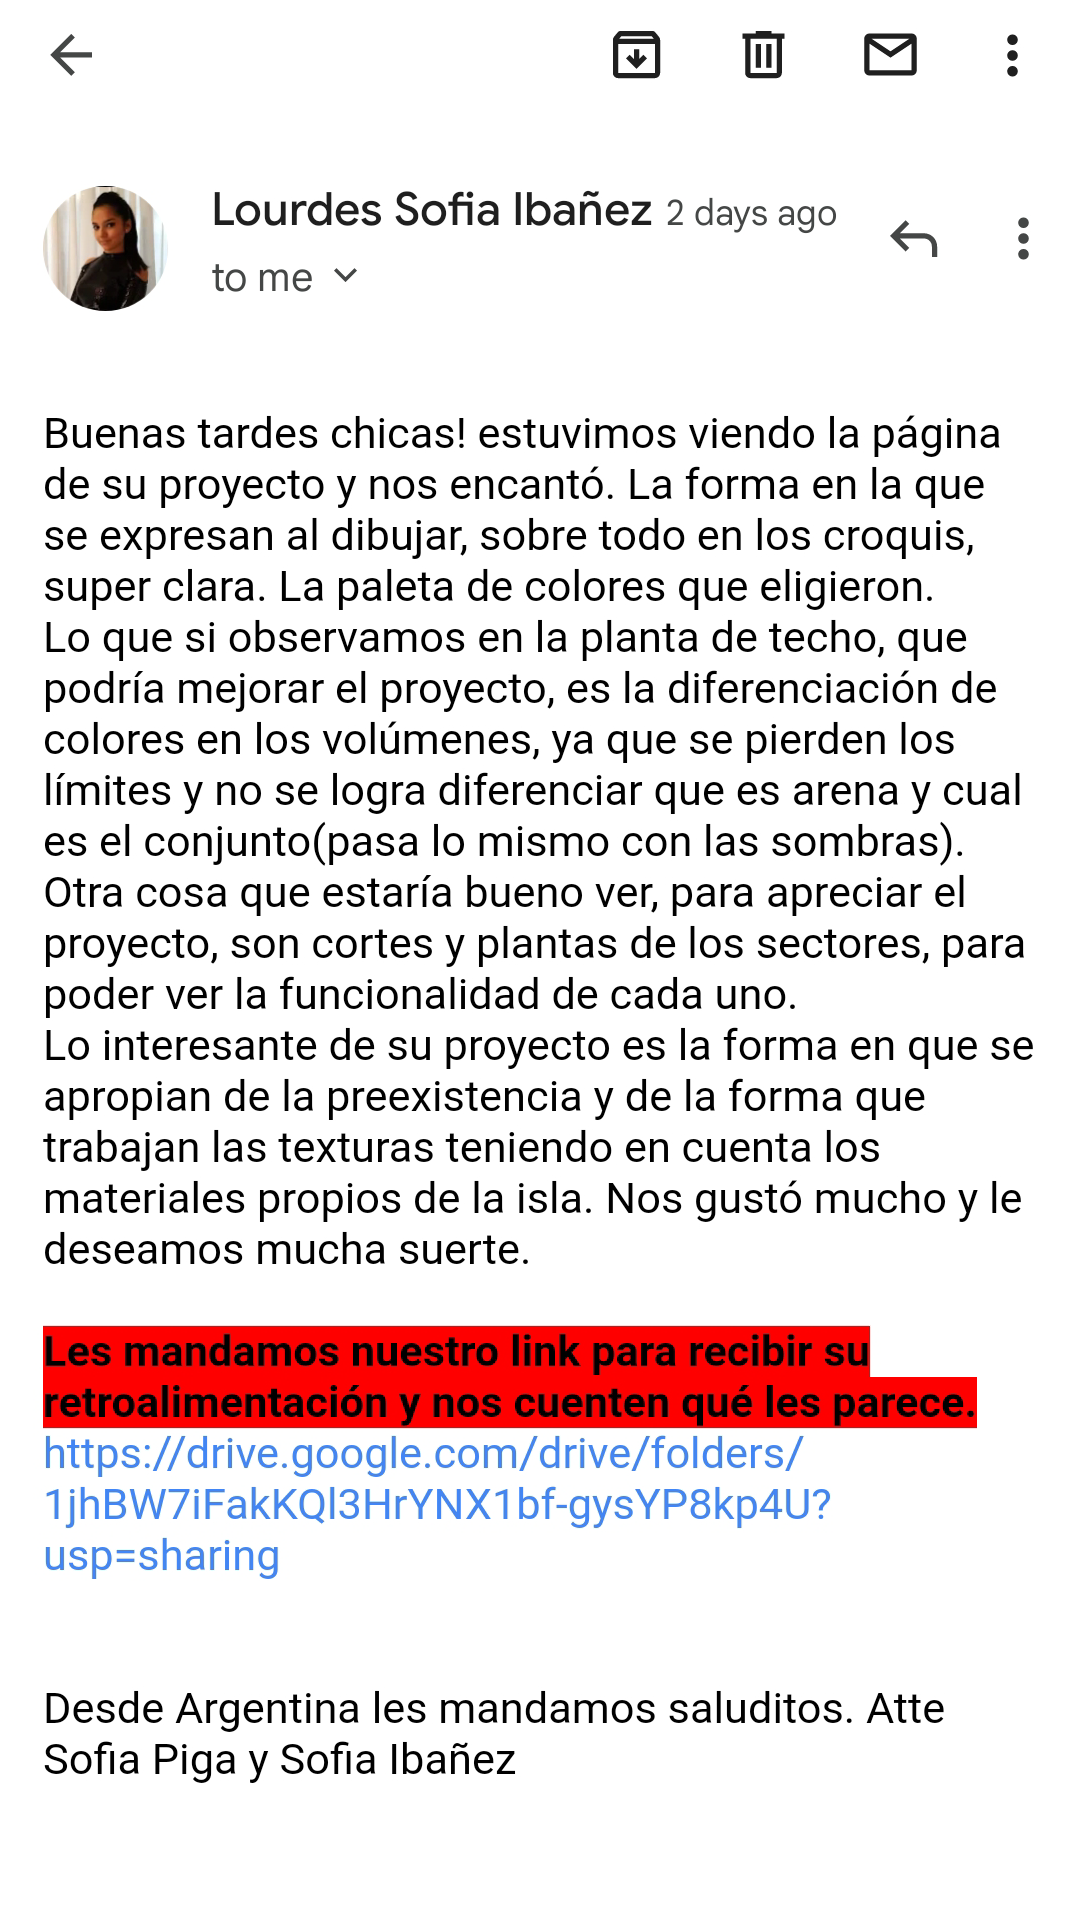 Lourdes Sofia Ibañez 2 days ago
to me
Buenas tardes chicas! estuvimos viendo la página
de su proyecto y nos encantó. La forma en la que
se expresan al dibujar, sobre todo en los croquis,
super clara. La paleta de colores que eligieron.
Lo que si observamos en la planta de techo, que
podría mejorar el proyecto, es la diferenciación de
colores en los volúmenes, ya que se pierden los
límites y no se logra diferenciar que es arena y cual
es el conjunto(pasa lo mismo con las sombras).
Otra cosa que estaría bueno ver, para apreciar el
proyecto, son cortes y plantas de los sectores, para
poder ver la funcionalidad de cada uno.
Lo interesante de su proyecto es la forma en que se
apropian de la preexistencia y de la forma que
trabajan las texturas teniendo en cuenta los
materiales propios de la isla. Nos gustó mucho y le
deseamos mucha suerte.
Les mandamos nuestro link para recibir su
retroalimentación y nos cuenten qué les parece.
https://drive.google.com/drive/folders/
1jhBW7iFakKQl3HrYNX1bf-gysYP8kp4U?
usp=sharing
Desde Argentina les mandamos saluditos. Atte
Sofia Piga y Sofia Ibañez